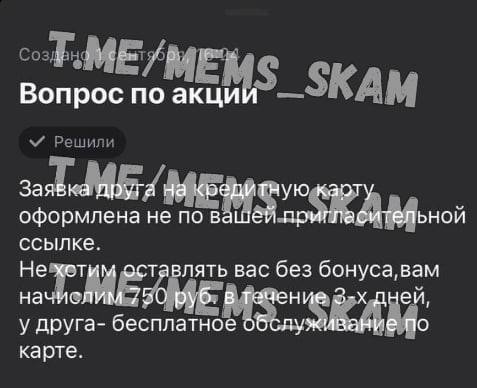 Создано 1 сентября, 16:24
T.ME/MEMS_SKAM
Вопрос по акции
Решили
T.ME/MEMS_SKAM
Заявка друга на кредитную карту
оформлена не по вашей пригласительной
ссылке.
Не хотим оставлять вас без бонуса,вам
T.ME/MEMS_SKAM
начислим 750 руб. в течение 3-х дней,
у друга- бесплатное обслуживание по
карте.